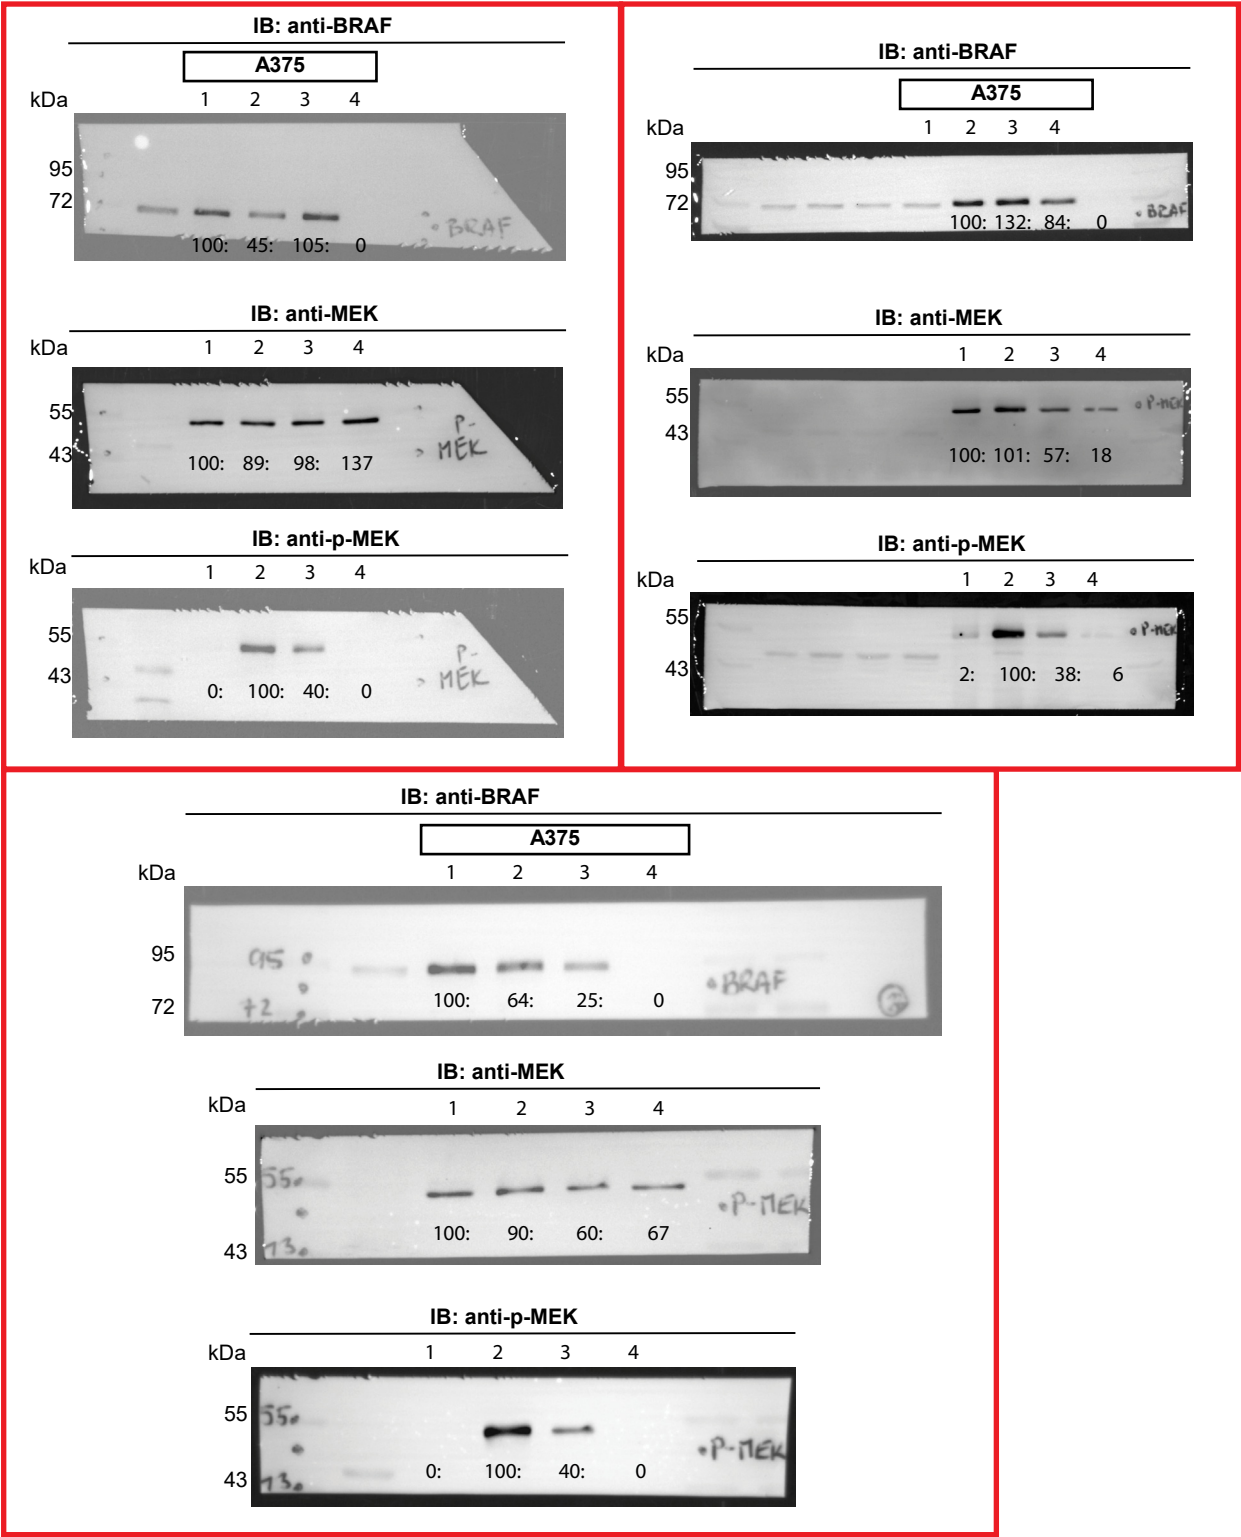 IB: anti-BRAF
A375
kDa 1 2 3 4
95
72
BRAF
100: 45: 105: 0
IB: anti-MEK
kDa 1 2 3 4
55
43
P-
MEK
100: 89: 98: 137
IB: anti-p-MEK
kDa 1 2 3 4
55
43
P-
MEK
0: 100: 40: 0
IB: anti-BRAF
A375
kDa 1 2 3 4
95
72
BRAF
100: 132: 84: 0
IB: anti-MEK
kDa 1 2 3 4
55
P-MEK
43
100: 101: 57: 18
IB: anti-p-MEK
kDa 1 2 3 4
55
P-MEK
43
2: 100: 38: 6
IB: anti-BRAF
A375
kDa 1 2 3 4
95 95
BRAF
72 72
100: 64: 25: 0
IB: anti-MEK
kDa 1 2 3 4
55 55
P-MEK
100: 90: 60: 67
43
IB: anti-p-MEK
kDa 1 2 3 4
55 55
P-MEK
43
0: 100: 40: 0